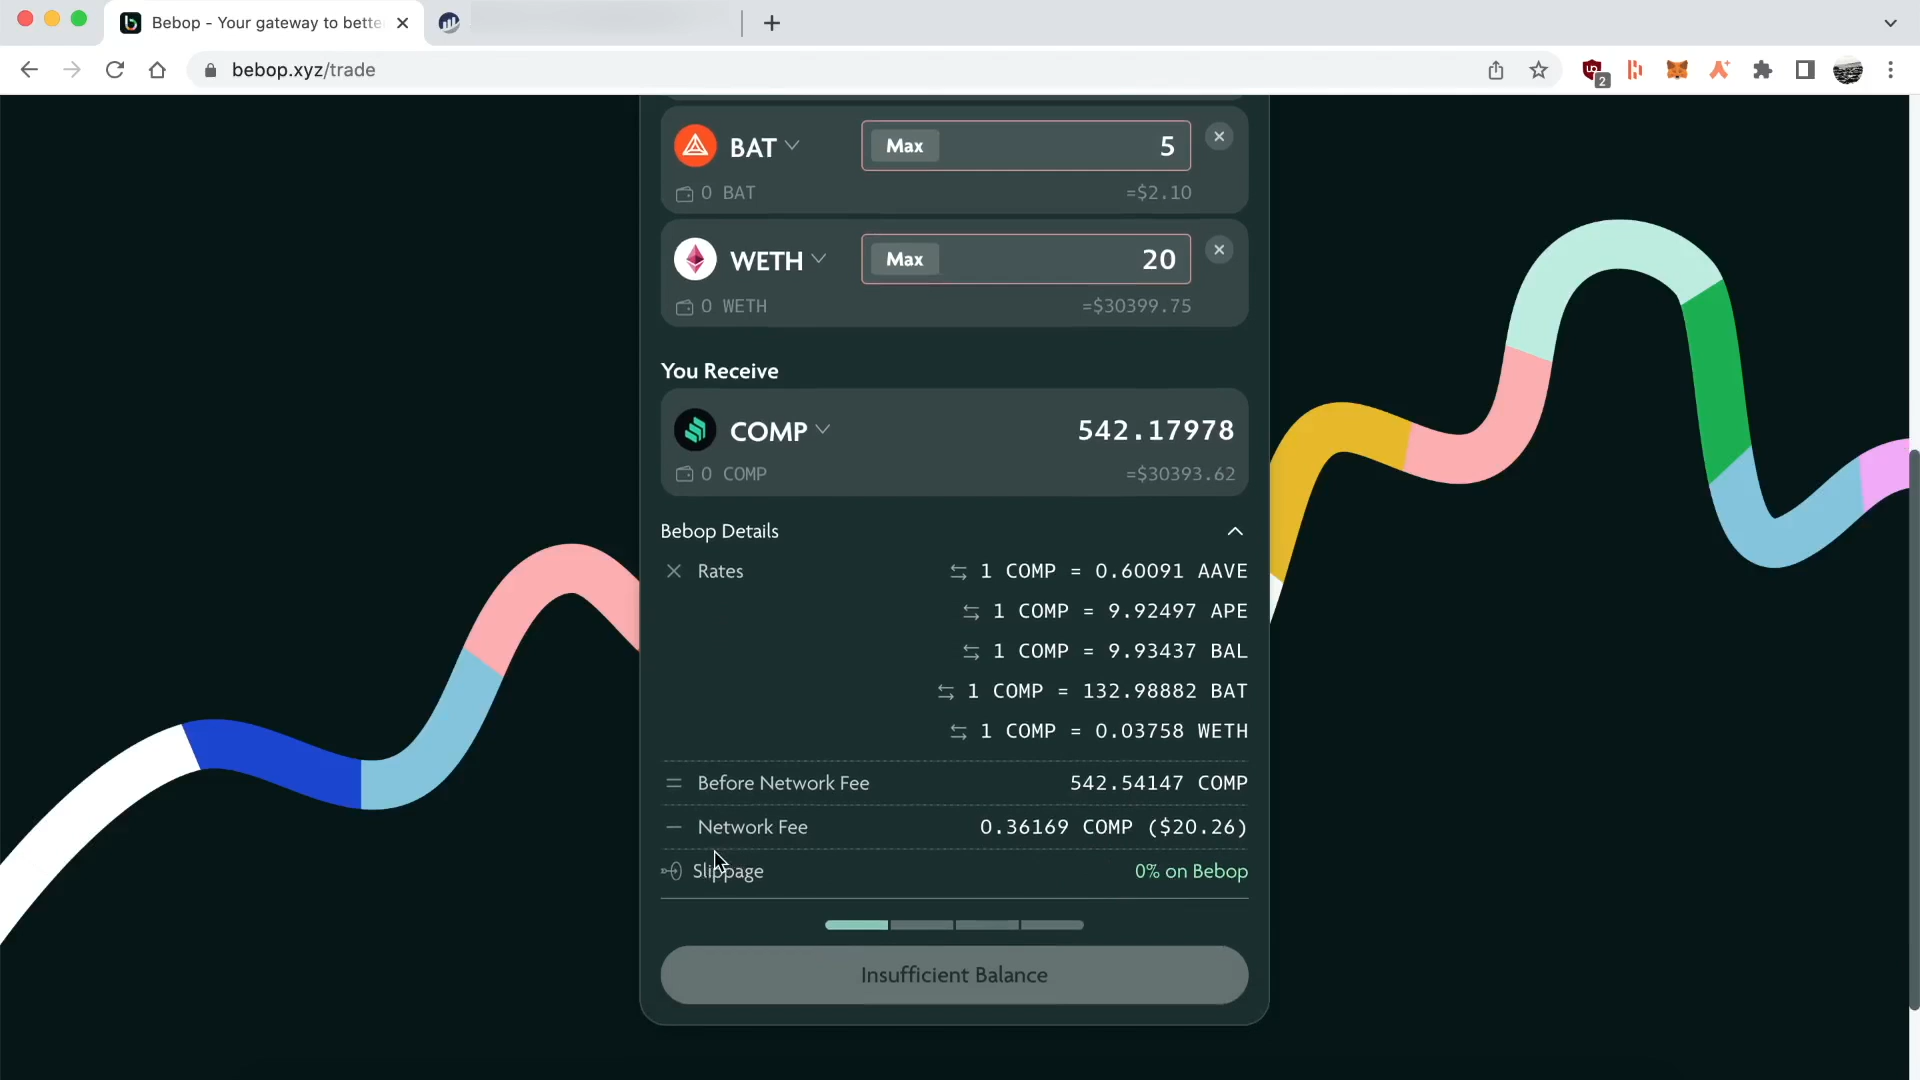 Bebop - Your gateway to bette
bebop.xyz/trade
2
BAT Max 5
0 BAT =$2.10
WETH Max 20
0 WETH =$30399.75
You Receive
COMP 542.17978
0 COMP =$30393.62
Bebop Details
Rates 1 COMP = 0.60091 AAVE
1 COMP = 9.92497 APE
1 COMP = 9.93437 BAL
1 COMP = 132.98882 BAT
1 COMP = 0.03758 WETH
Before Network Fee 542.54147 COMP
Network Fee 0.36169 COMP ($20.26)
Slippage 0% on Bebop
Insufficient Balance